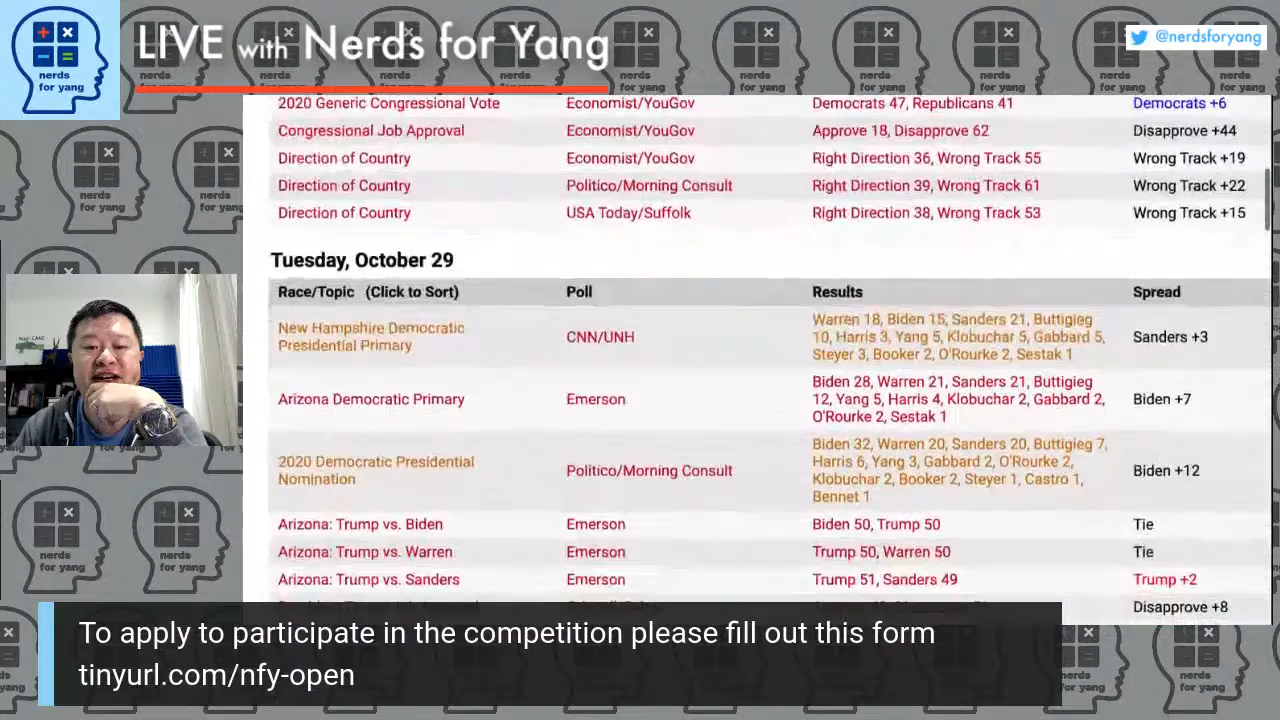 nerds
for yang
LIVE with Nerds for Yang
@nerdsforyang
2020 Generic Congressional Vote Economist/YouGov Democrats 47, Republicans 41 Democrats +6
Congressional Job Approval Economist/YouGov Approve 18, Disapprove 62 Disapprove +44
Direction of Country Economist/YouGov Right Direction 36, Wrong Track 55 Wrong Track +19
Direction of Country Politico/Morning Consult Right Direction 39, Wrong Track 61 Wrong Track +22
Direction of Country USA Today/Suffolk Right Direction 38, Wrong Track 53 Wrong Track +15
Tuesday, October 29
Race/Topic (Click to Sort) Poll Results Spread
New Hampshire Democratic
Presidential Primary
CNN/UNH
Warren 18, Biden 15, Sanders 21, Buttigieg
10, Harris 3, Yang 5, Klobuchar 5, Gabbard 5,
Steyer 3, Booker 2, O'Rourke 2, Sestak 1
Sanders +3
Arizona Democratic Primary
Emerson
Biden 28, Warren 21, Sanders 21, Buttigieg
12, Yang 5, Harris 4, Klobuchar 2, Gabbard 2,
O'Rourke 2, Sestak 1
Biden +7
2020 Democratic Presidential
Nomination
Politico/Morning Consult
Biden 32, Warren 20, Sanders 20, Buttigieg 7,
Harris 6, Yang 3, Gabbard 2, O'Rourke 2,
Klobuchar 2, Booker 2, Steyer 1, Castro 1,
Bennet 1
Biden +12
Arizona: Trump vs. Biden Emerson Biden 50, Trump 50 Tie
Arizona: Trump vs. Warren Emerson Trump 50, Warren 50 Tie
Arizona: Trump vs. Sanders Emerson Trump 51, Sanders 49 Trump +2
Disapprove +8
To apply to participate in the competition please fill out this form
tinyurl.com/nfy-open